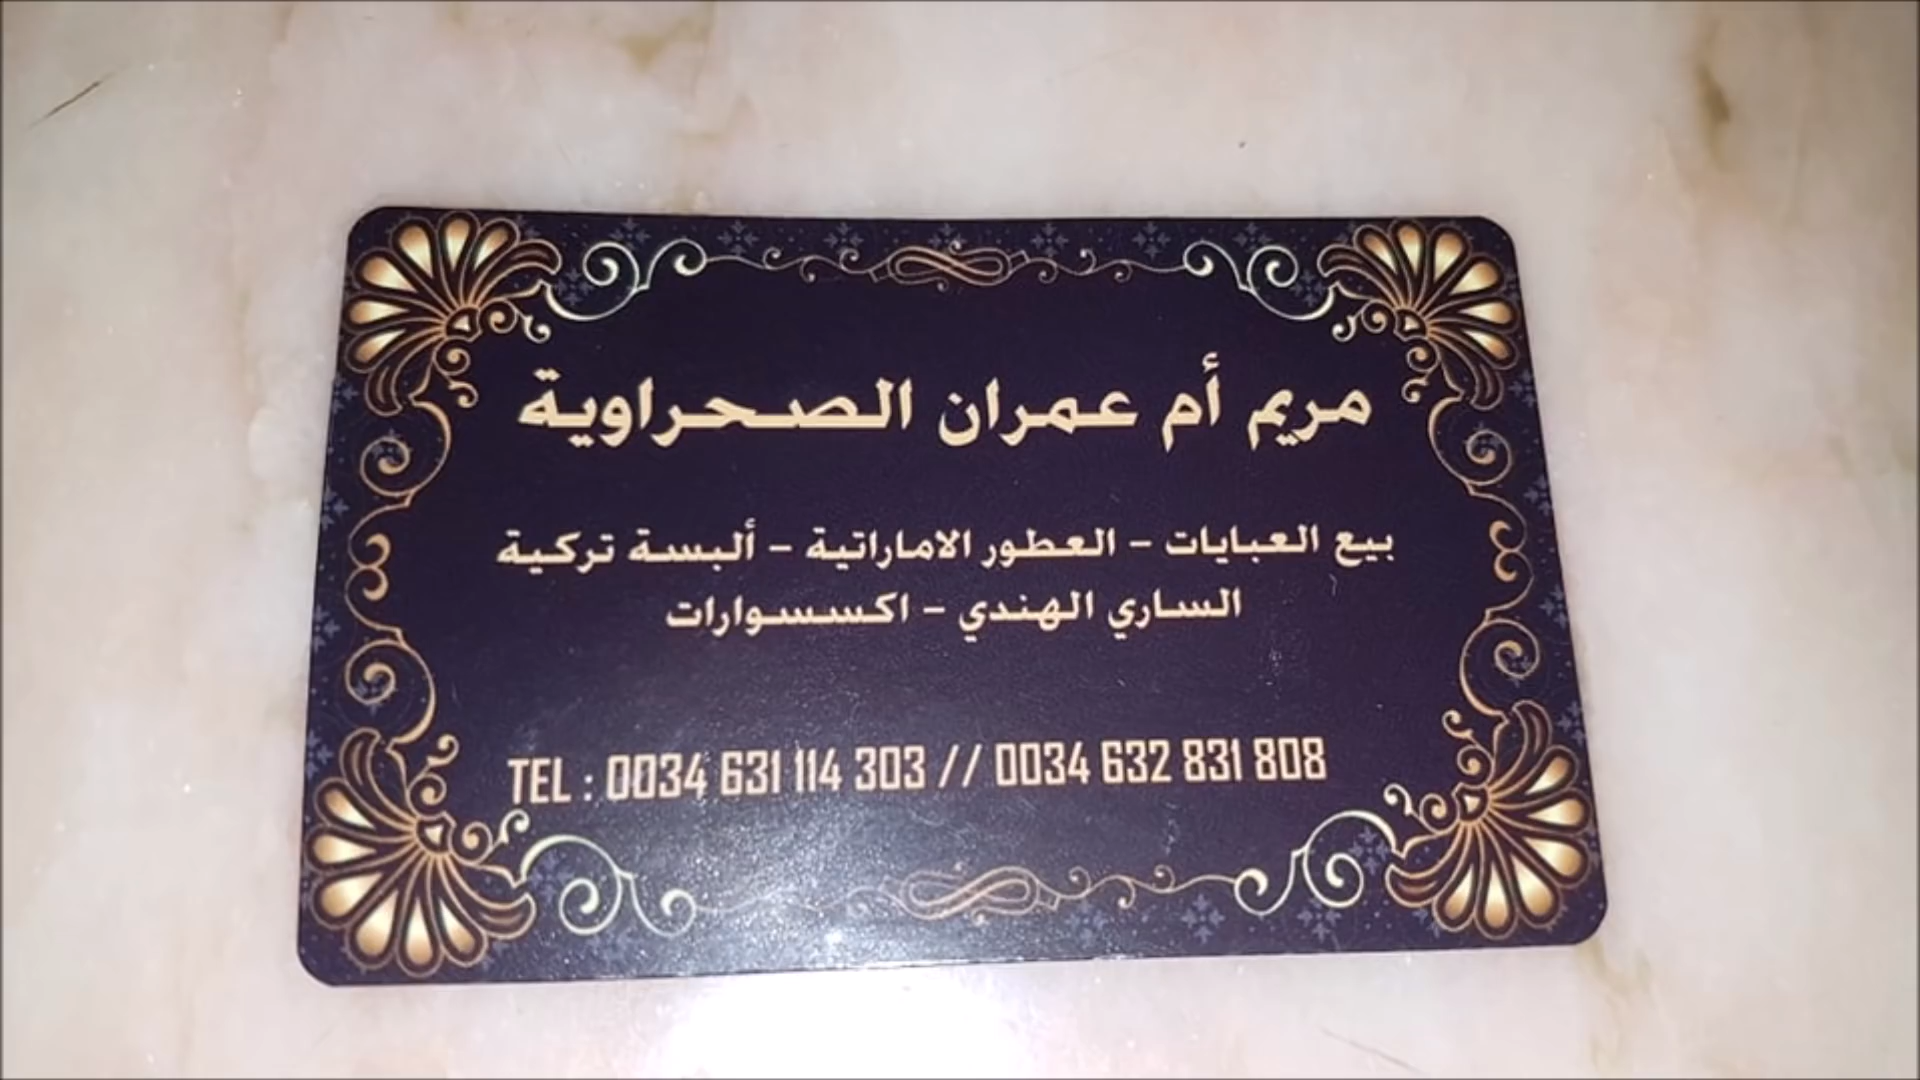 مريم أم عمران الصحراوية
بيع العبايات - العطور الاماراتية - ألبسة تركية
الساري الهندي - اكسسوارات
TEL : 0034 631 114 303 // 0034 632 831 808